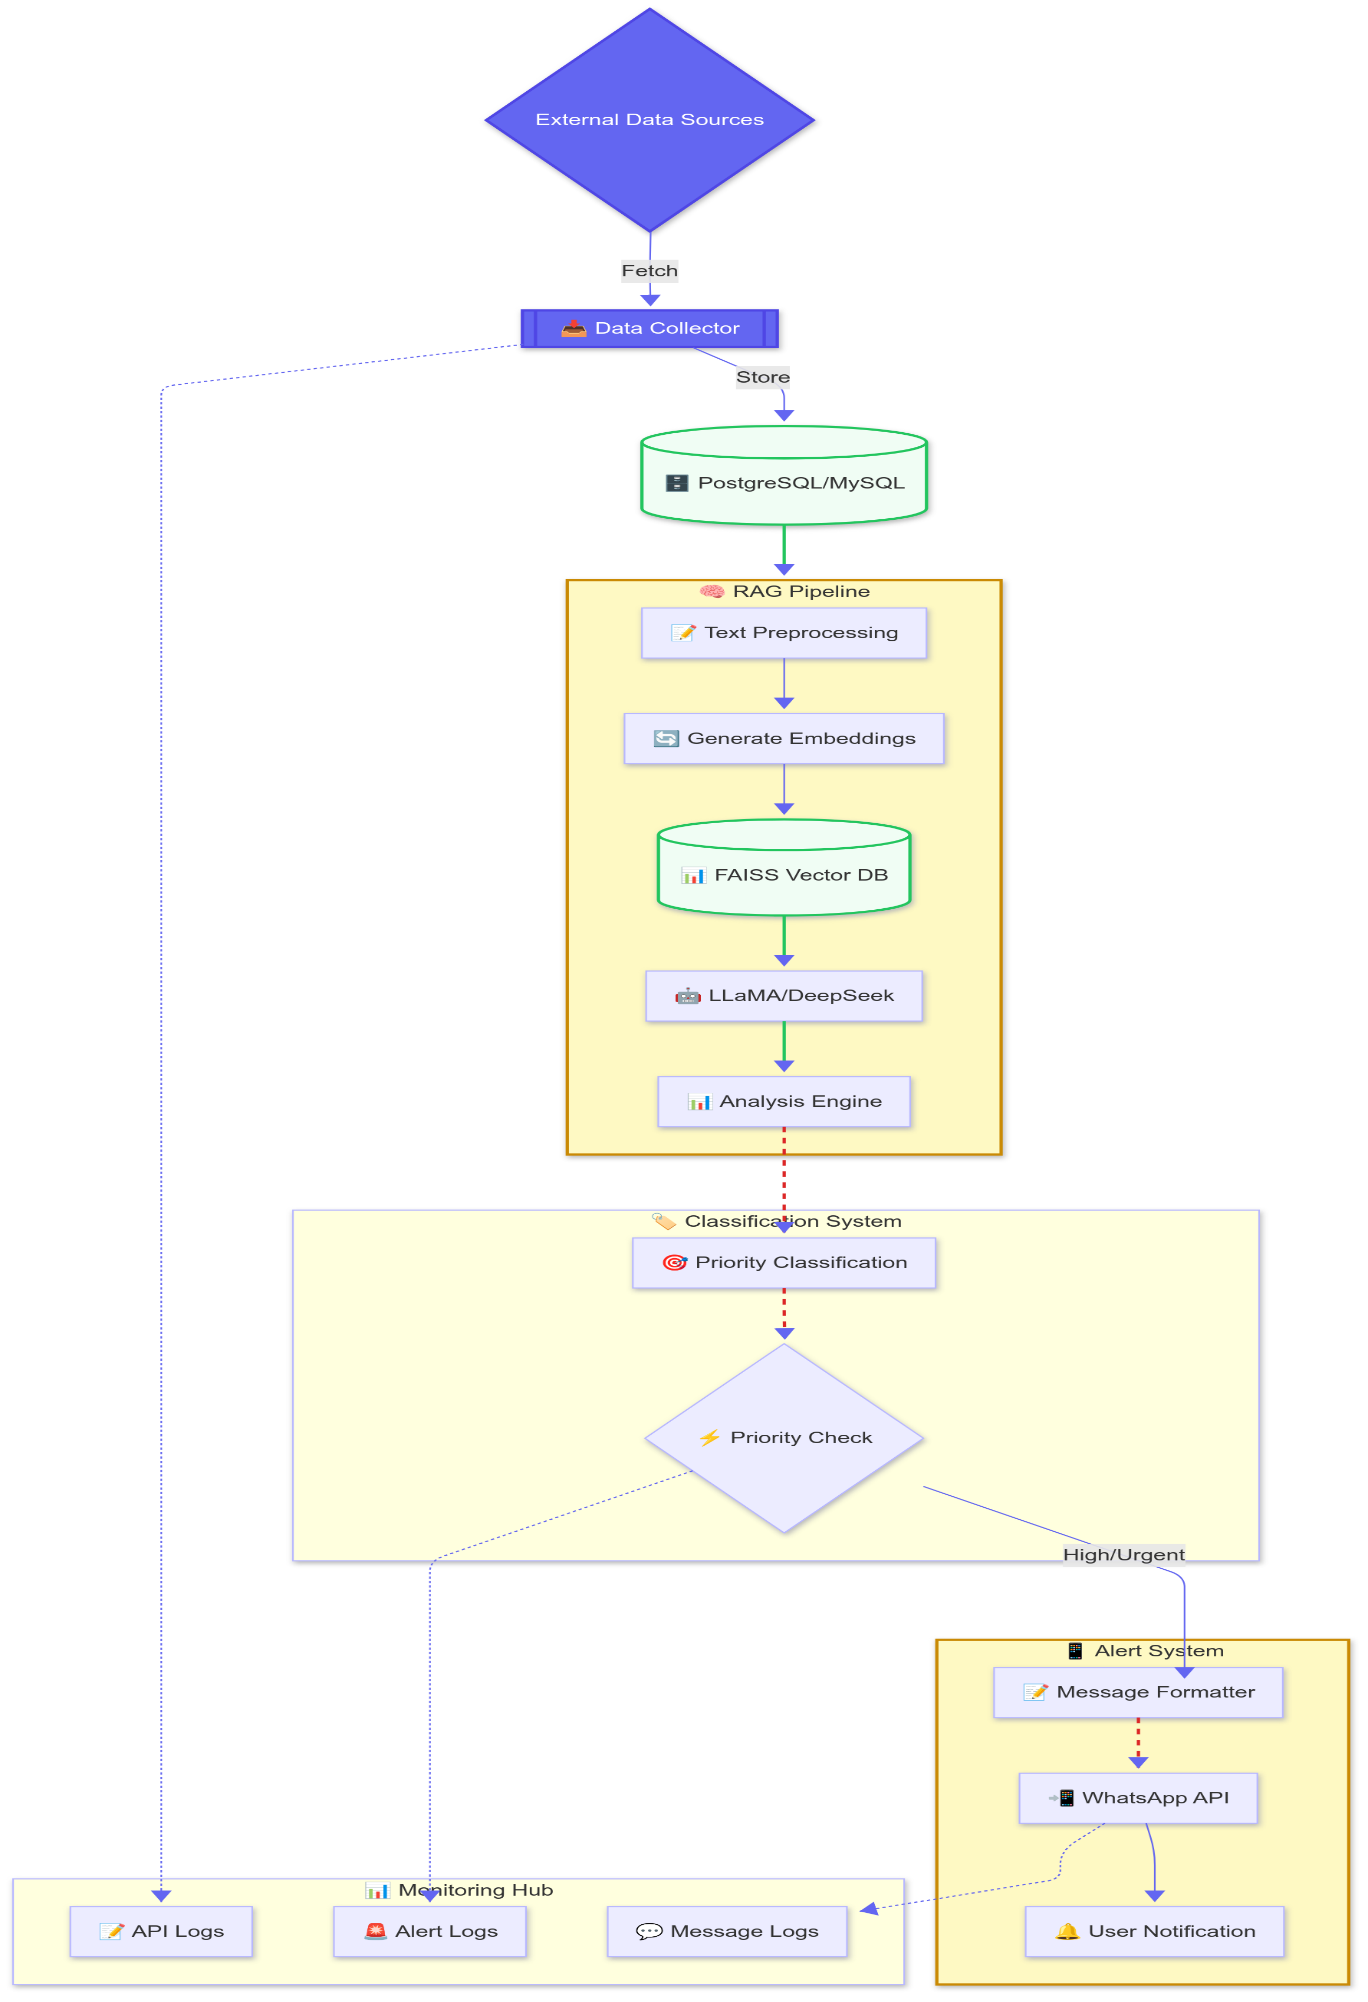 External Data Sources
Fetch
📥 Data Collector
Store
🗄️ PostgreSQL/MySQL
🧠 RAG Pipeline
📝 Text Preprocessing
🔄 Generate Embeddings
📊 FAISS Vector DB
🤖 LLaMA/DeepSeek
📊 Analysis Engine
🏷️ Classification System
🎯 Priority Classification
⚡ Priority Check
High/Urgent
📱 Alert System
📝 Message Formatter
📲 WhatsApp API
📊 Monitoring Hub
📝 API Logs
🚨 Alert Logs
💬 Message Logs
🔔 User Notification